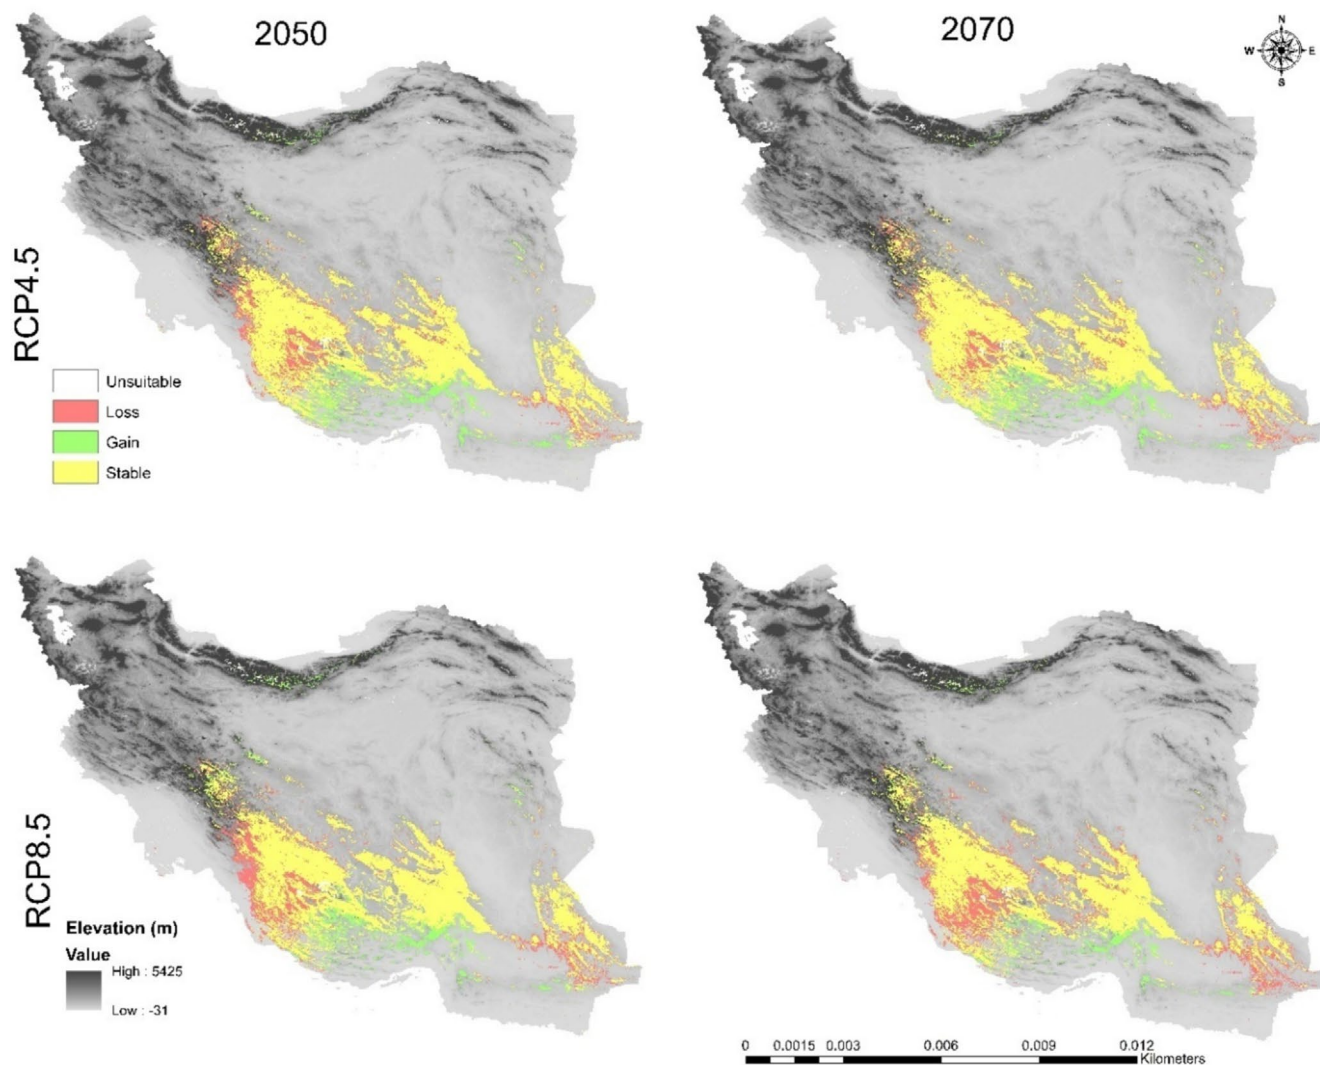 2050
2070
N
W E
S
RCP4.5
Unsuitable
Loss
Gain
Stable
RCP8.5
Elevation (m)
Value
High : 5425
Low : -31
0 0.0015 0.003 0.006 0.009 0.012
Kilometers